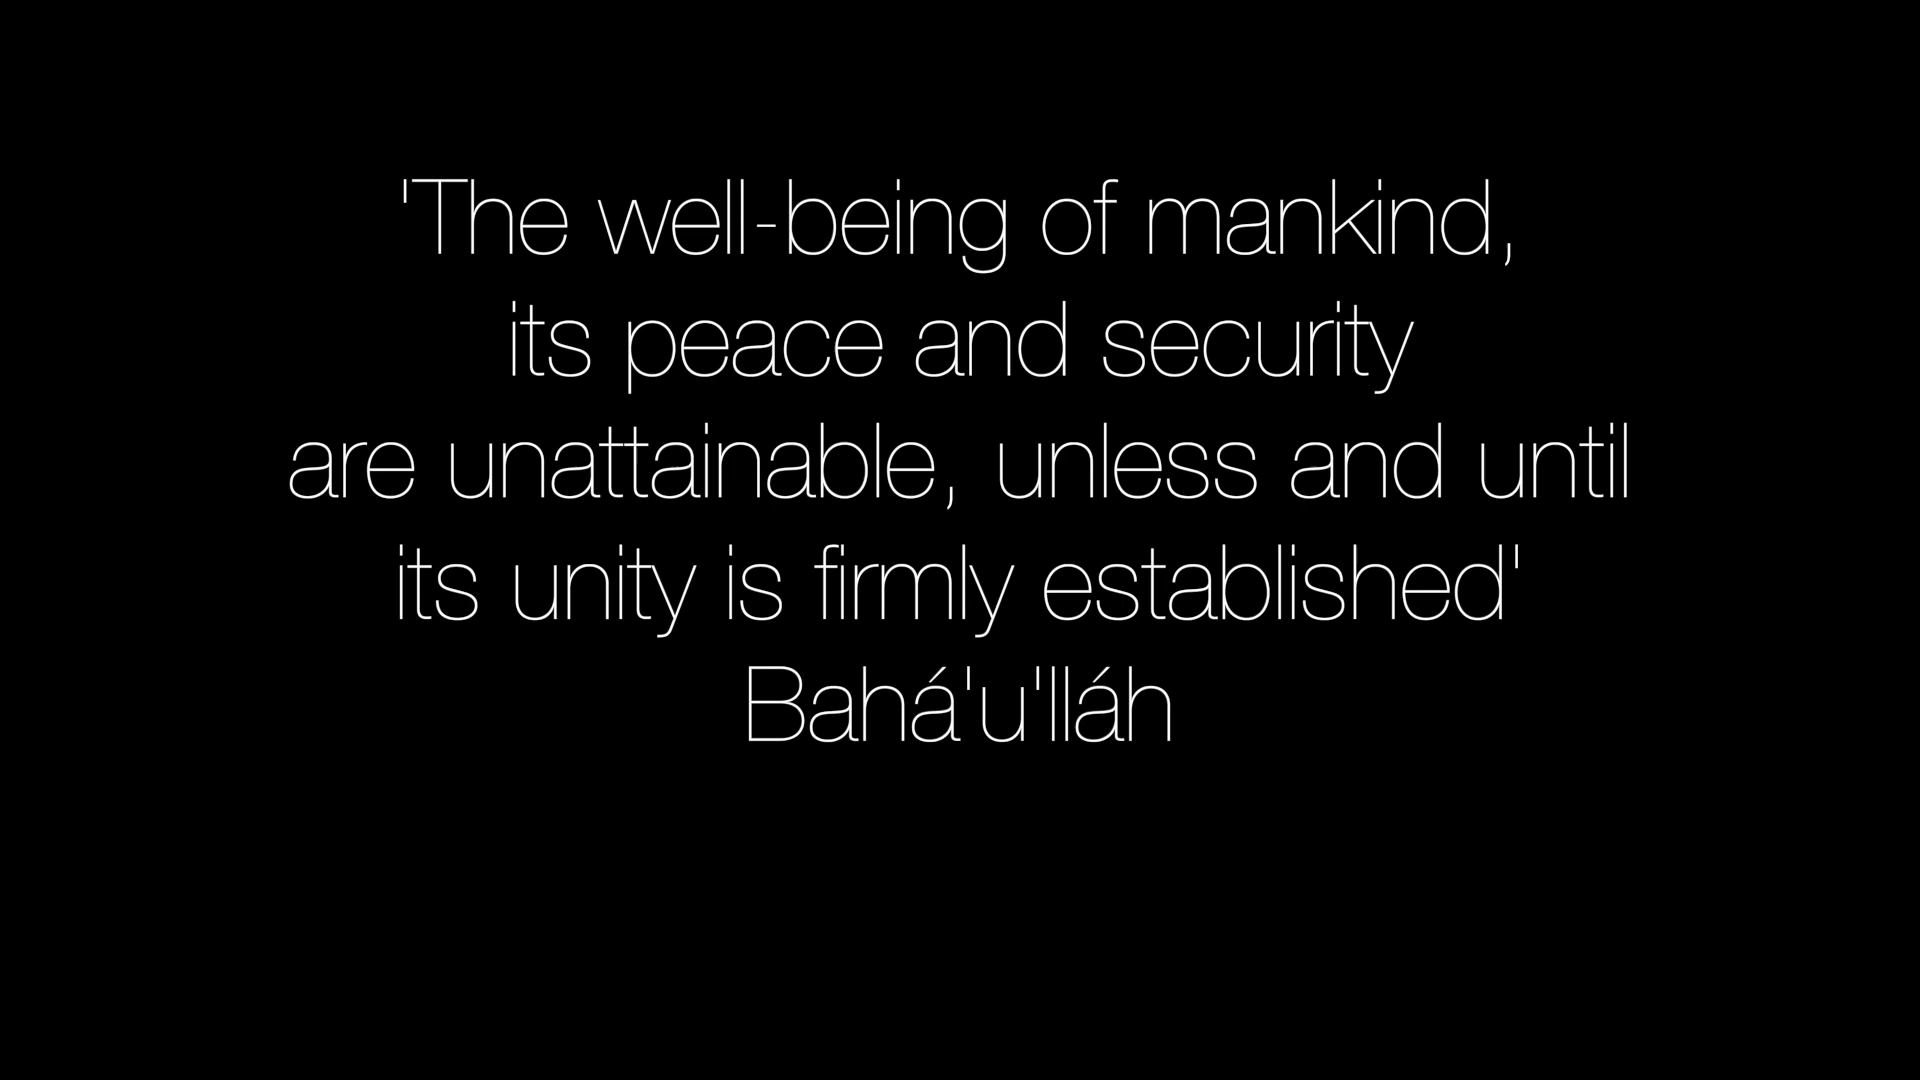 'The well-being of mankind,
its peace and security
are unattainable, unless and until
its unity is firmly established'
Bahá'u'lláh